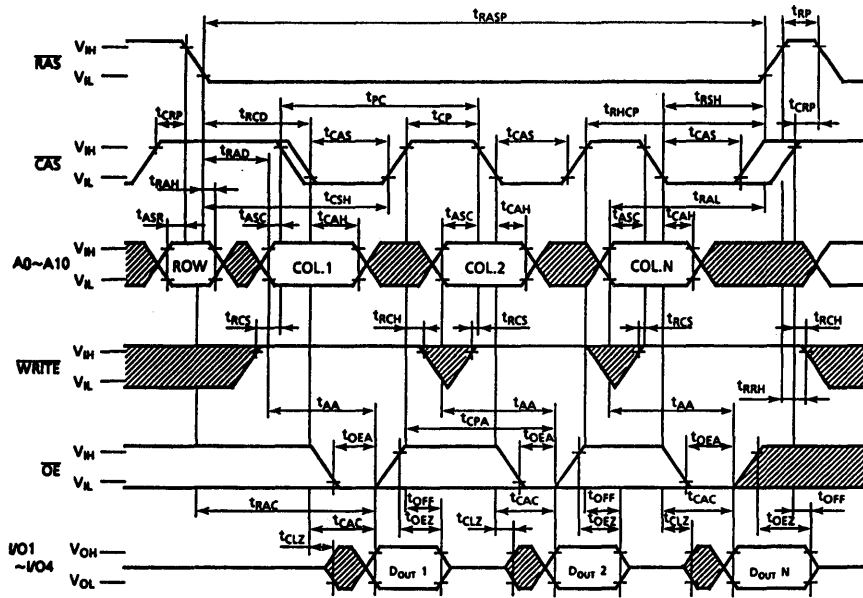 tRASP
tRP
RAS
VIH
VIL
tPC
tRSH
tCRP
tRCD
tCP
tRHCP
tCRP
tCAS
tCAS
tCAS
CAS
VIH
VIL
tRAD
tRAH
tCSH
tRAL
tASR
tASC
tCAH
tASC
tCAH
tASC
tCAH
A0~A10
VIH
VIL
ROW
COL.1
COL.2
COL.N
tRCS
tRCH
tRCS
tRCS
tRCH
WRITE
VIH
VIL
tRRH
tAA
tAA
tAA
tCPA
tOEA
tOEA
tOEA
OE
VIH
VIL
tRAC
tOFF
tCAC
tOFF
tCAC
tOFF
tCAC
tOEZ
tCLZ
tOEZ
tCLZ
tOEZ
tCLZ
I/O1
~I/O4
VOH
VOL
DOUT 1
DOUT 2
DOUT N